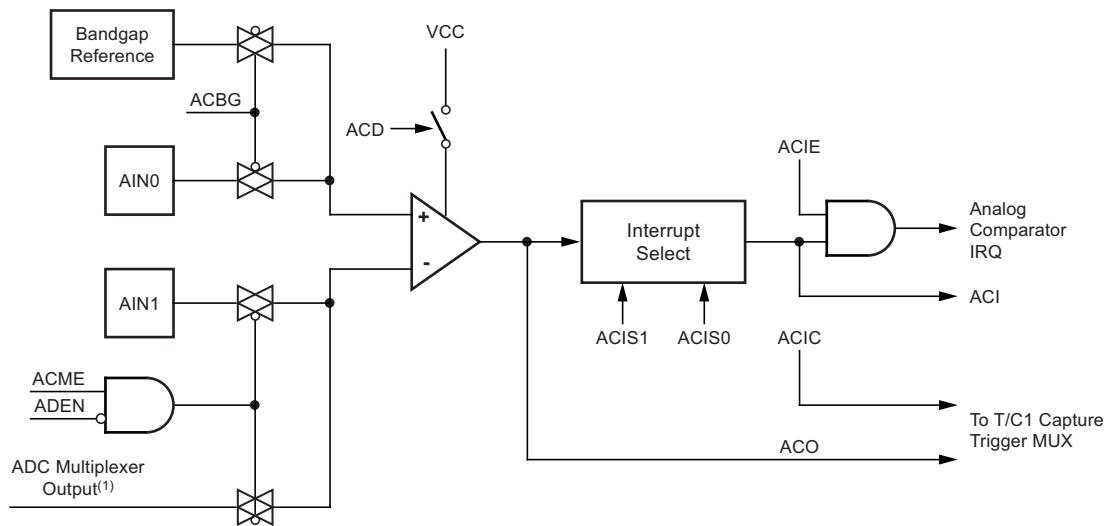 Bandgap
Reference
VCC
ACBG
ACD
ACIE
AIN0
+
-
Interrupt
Select
Analog
Comparator
IRQ
AIN1
ACI
ACIS1
ACIS0
ACIC
ACME
ADEN
To T/C1 Capture
Trigger MUX
ACO
ADC Multiplexer
Output(1)